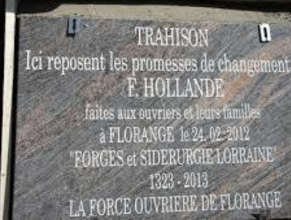 TRAHISON
Ici reposent les promesses de changement
F. HOLLANDE
faites aux ouvriers et leurs familles
à FLORANGE le 24. 02. 2012
"FORGES et SIDERURGIE LORRAINE"
1323 - 2013
LA FORCE OUVRIERE DE FLORANGE